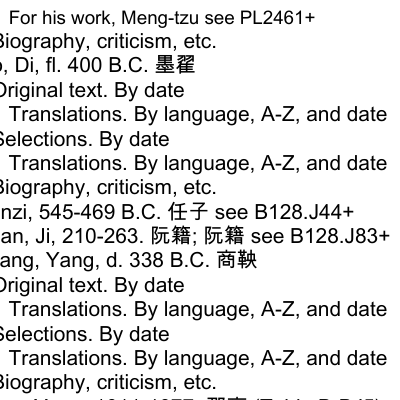 For his work, Meng-tzu see PL2461+
Biography, criticism, etc.
Di, fl. 400 B.C. 墨翟
Original text. By date
Translations. By language, A-Z, and date
Selections. By date
Translations. By language, A-Z, and date
Biography, criticism, etc.
nzi, 545-469 B.C. 任子 see B128.J44+
an, Ji, 210-263. 阮籍; 阮籍 see B128.J83+
ang, Yang, d. 338 B.C. 商鞅
Original text. By date
Translations. By language, A-Z, and date
Selections. By date
Translations. By language, A-Z, and date
Biography, criticism, etc.